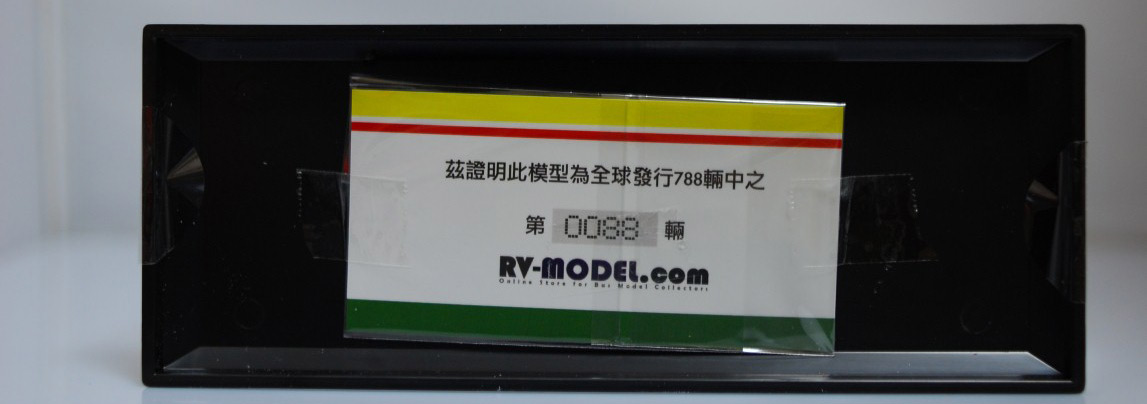 茲證明此模型為全球發行788輛中之
第 0088 輛
RV-MODEL.com
Online Store For Bus Model Collectors